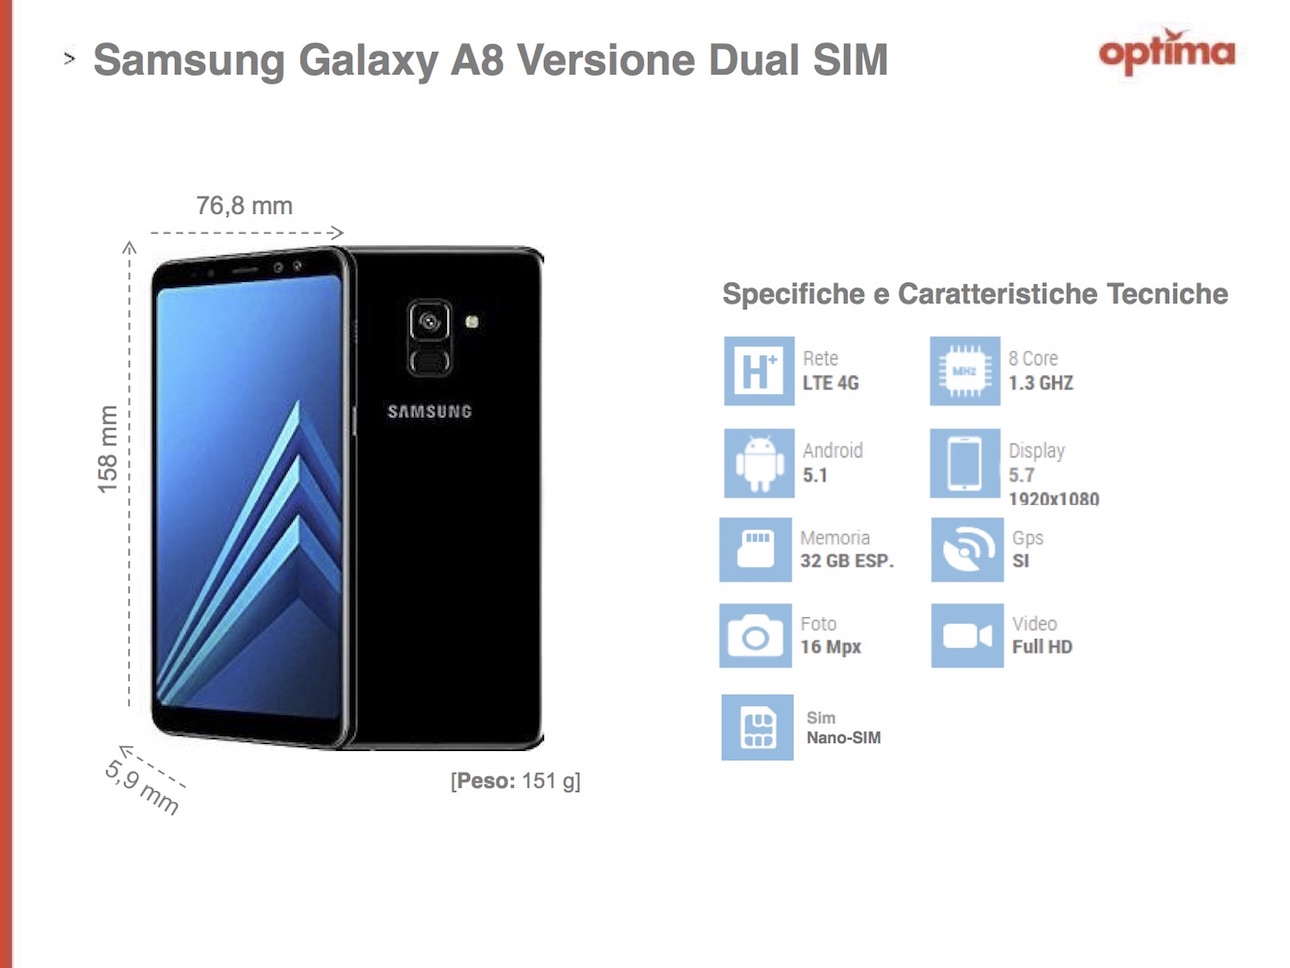 > Samsung Galaxy A8 Versione Dual SIM
optima
76,8 mm
158 mm
5,9 mm
SAMSUNG
[Peso: 151 g]
Specifiche e Caratteristiche Tecniche
H+
Rete
LTE 4G
MHz
8 Core
1.3 GHZ
Android
5.1
Display
5.7
1920x1080
Memoria
32 GB ESP.
Gps
SI
Foto
16 Mpx
Video
Full HD
Sim
Nano-SIM